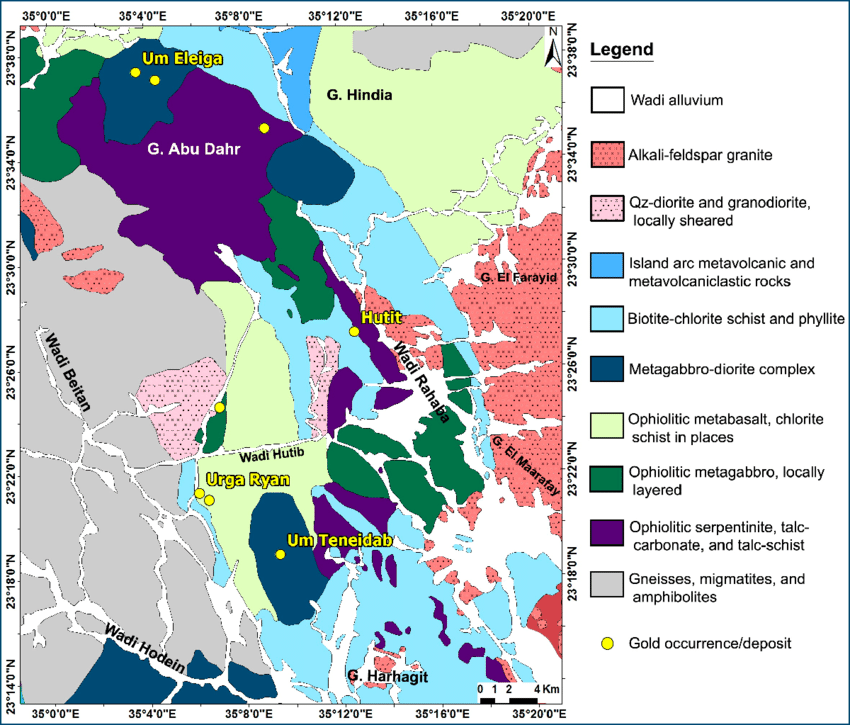 35°0'0"E 35°4'0"E 35°8'0"E 35°12'0"E 35°16'0"E 35°20'0"E
23°38'0"N
23°34'0"N
23°30'0"N
23°26'0"N
23°22'0"N
23°18'0"N
23°14'0"N
N
Um Eleiga
G. Hindia
G. Abu Dahr
G. El Farayid
Hutit
Wadi Beitan
Wadi Rahaba
Wadi Hutib
G. El Maarafay
Urga Ryan
Um Teneidab
Wadi Hodein
G. Harhagit
0 1 2 4 Km
23°38'0"N
23°34'0"N
23°30'0"N
23°26'0"N
23°22'0"N
23°18'0"N
23°14'0"N
35°0'0"E 35°4'0"E 35°8'0"E 35°12'0"E 35°16'0"E 35°20'0"E
Legend
Wadi alluvium
Alkali-feldspar granite
Qz-diorite and granodiorite,
locally sheared
Island arc metavolcanic and
metavolcaniclastic rocks
Biotite-chlorite schist and phyllite
Metagabbro-diorite complex
Ophiolitic metabasalt, chlorite
schist in places
Ophiolitic metagabbro, locally
layered
Ophiolitic serpentinite, talc-
carbonate, and talc-schist
Gneisses, migmatites, and
amphibolites
Gold occurrence/deposit